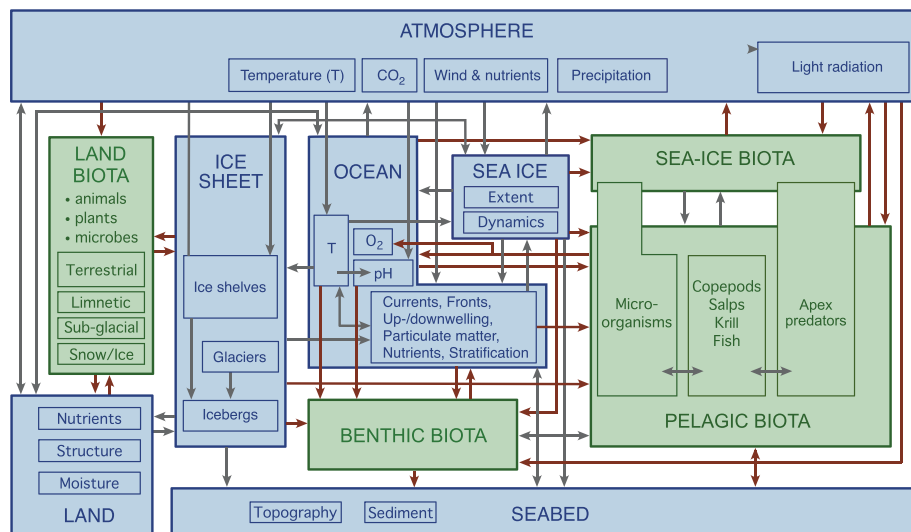 ATMOSPHERE
Temperature (T)
CO₂
Wind & nutrients
Precipitation
Light radiation
LAND
BIOTA
• animals
• plants
• microbes
Terrestrial
Limnetic
Sub-glacial
Snow/Ice
ICE
SHEET
Ice shelves
Glaciers
Icebergs
OCEAN
T
O₂
pH
Currents, Fronts,
Up-/downwelling,
Particulate matter,
Nutrients, Stratification
SEA ICE
Extent
Dynamics
SEA-ICE BIOTA
Micro-
organisms
Copepods
Salps
Krill
Fish
Apex
predators
PELAGIC BIOTA
BENTHIC BIOTA
Nutrients
Structure
Moisture
LAND
Topography
Sediment
SEABED